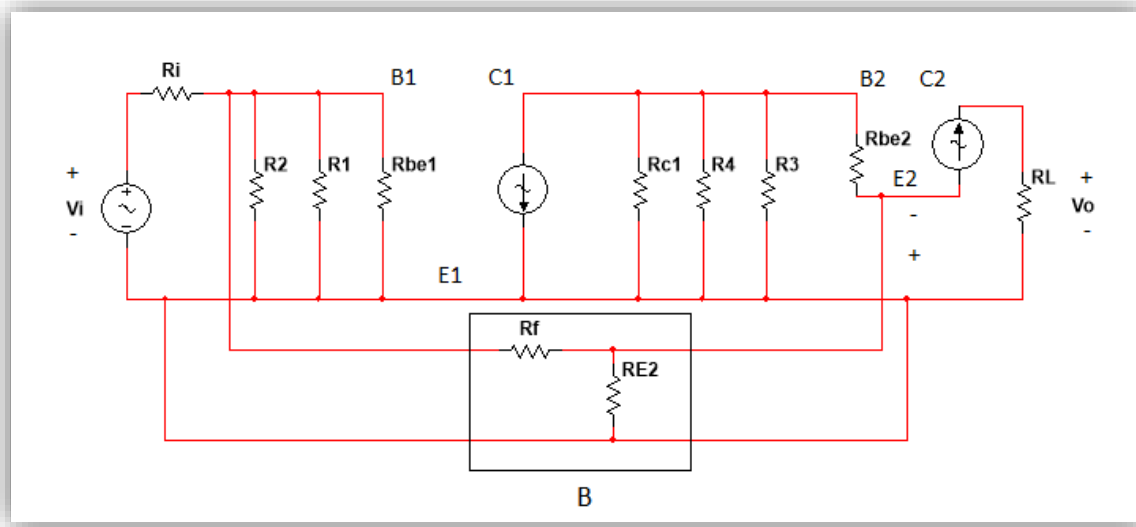 Ri
B1
C1
B2
C2
R2
R1
Rbe1
Rc1
R4
R3
Rbe2
E2
RL
+
Vi
-
+
-
+
-
+
Vo
-
E1
Rf
RE2
B